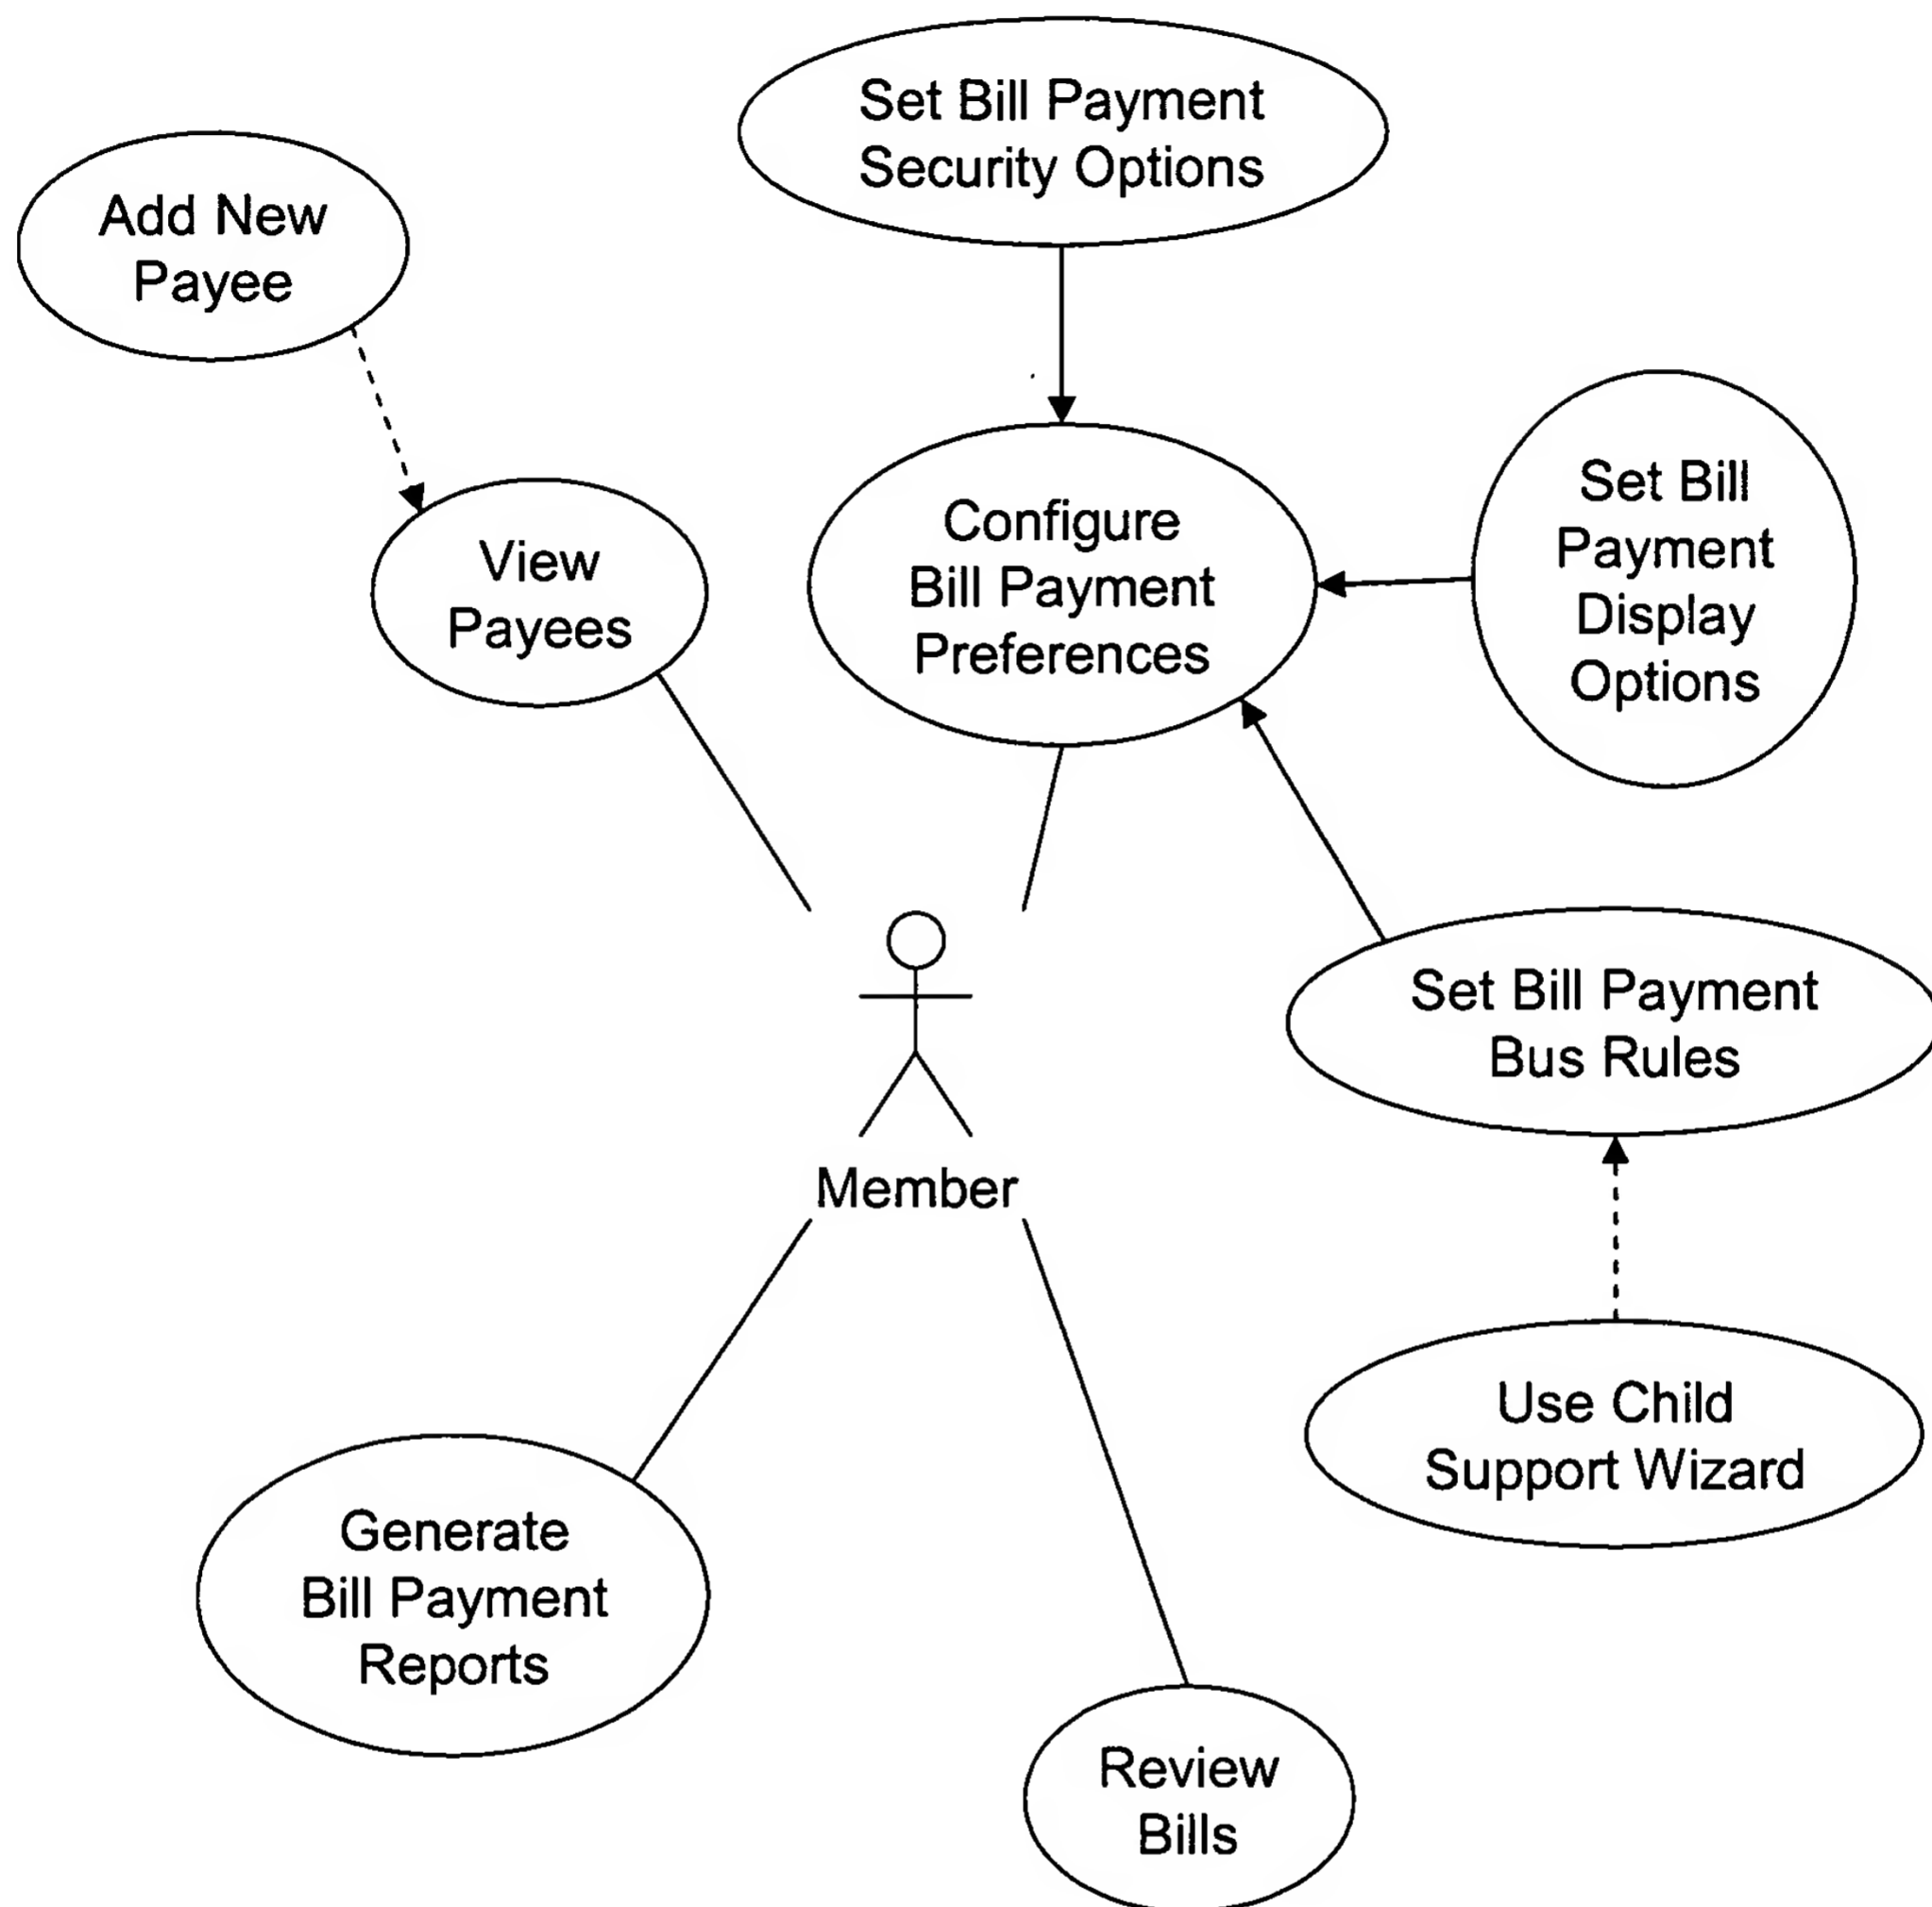 Set Bill Payment
Security Options
Add New
Payee
View
Payees
Configure
Bill Payment
Preferences
Set Bill
Payment
Display
Options
Set Bill Payment
Bus Rules
Member
Use Child
Support Wizard
Generate
Bill Payment
Reports
Review
Bills